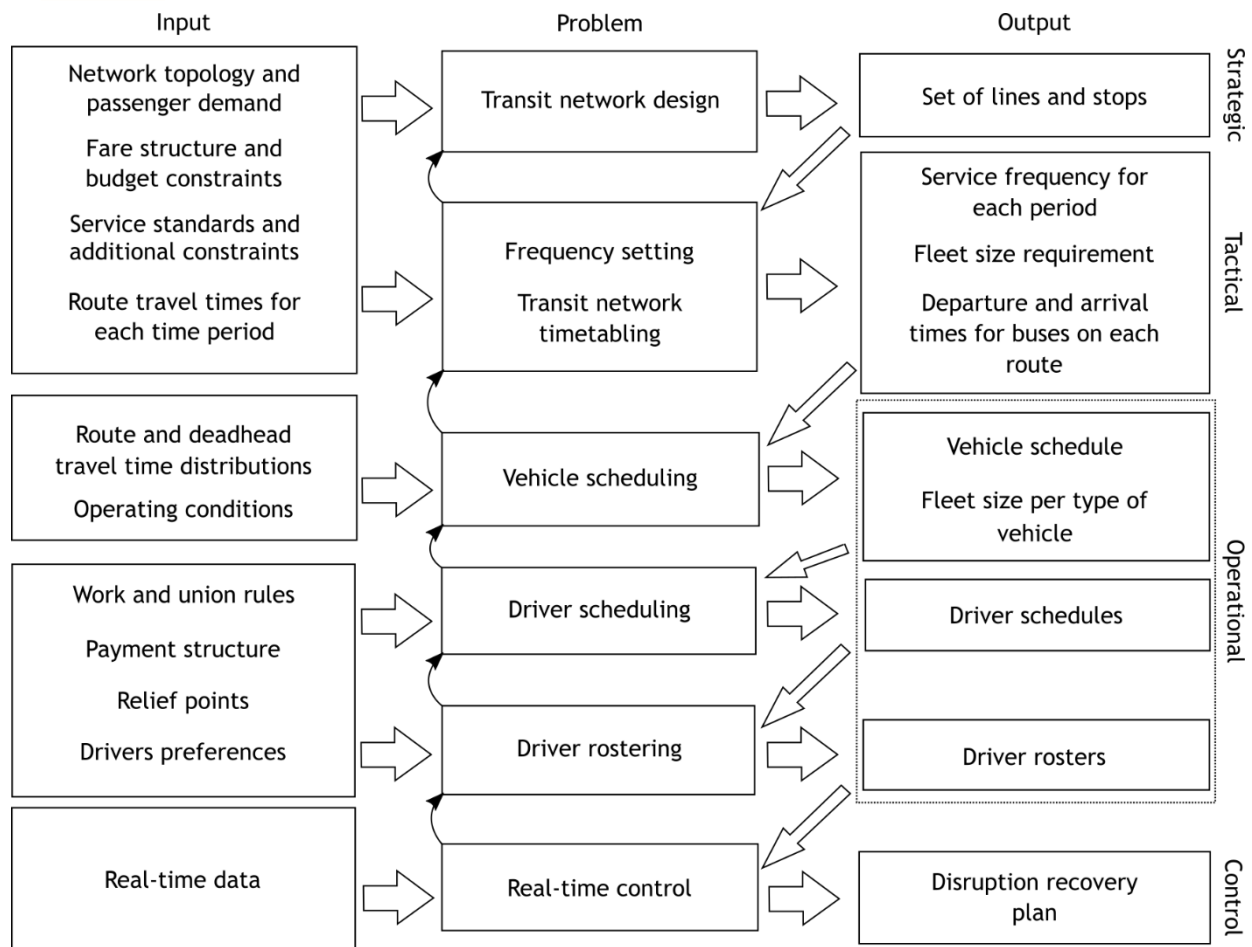 Input
Problem
Output
Network topology and
passenger demand
Fare structure and
budget constraints
Service standards and
additional constraints
Route travel times for
each time period
Transit network design
Set of lines and stops
Strategic
Frequency setting
Transit network
timetabling
Service frequency for
each period
Fleet size requirement
Departure and arrival
times for buses on each
route
Tactical
Route and deadhead
travel time distributions
Operating conditions
Vehicle scheduling
Vehicle schedule
Fleet size per type of
vehicle
Work and union rules
Payment structure
Relief points
Drivers preferences
Driver scheduling
Driver schedules
Driver rostering
Driver rosters
Operational
Real-time data
Real-time control
Disruption recovery
plan
Control